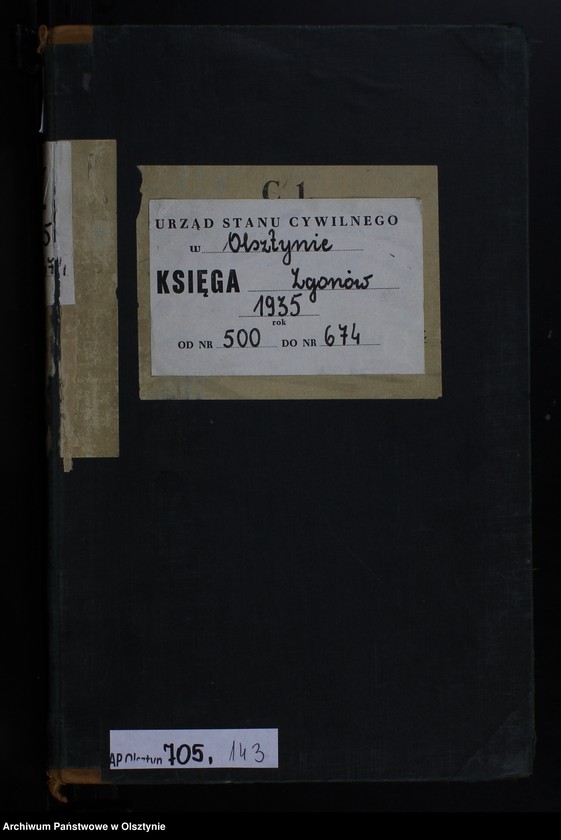 URZĄD STANU CYWILNEGO
w Olsztynie
KSIĘGA Zgonów
1935
rok
OD NR 500 DO NR 674
AP Olsztyn 705, 143
Archiwum Państwowe w Olsztynie